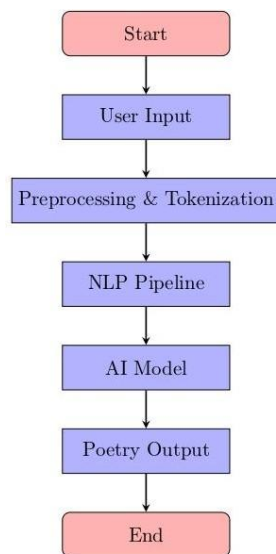 Start
User Input
Preprocessing & Tokenization
NLP Pipeline
AI Model
Poetry Output
End